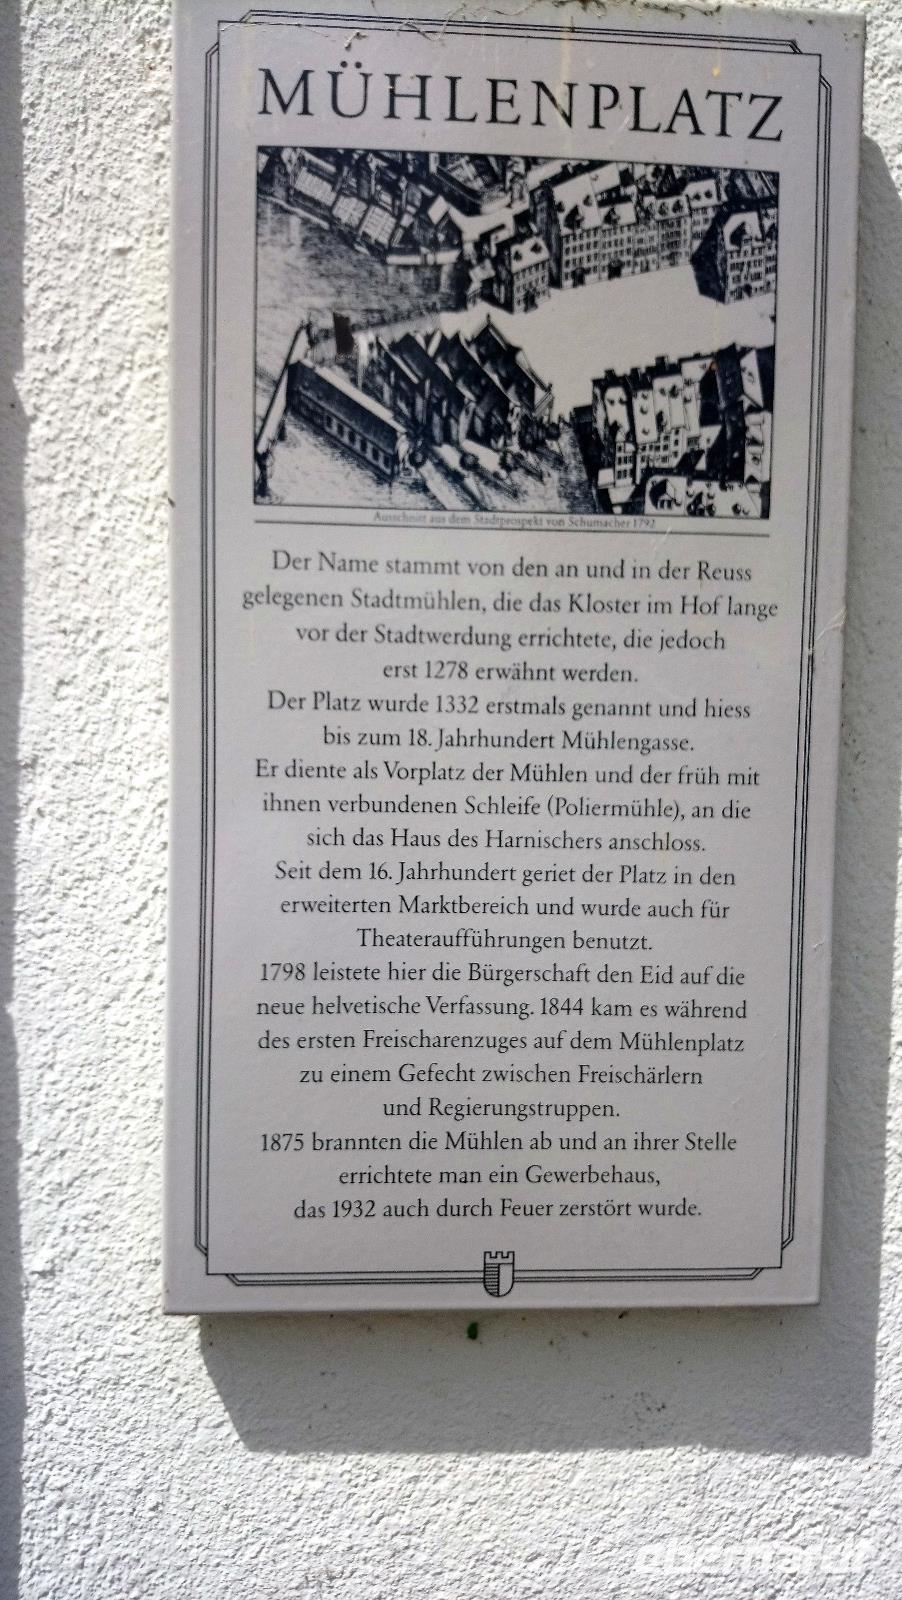 MÜHLENPLATZ
Ausschnitt aus dem Stadtprospekt von Schumacher 1792
Der Name stammt von den an und in der Reuss
gelegenen Stadtmühlen, die das Kloster im Hof lange
vor der Stadtwerdung errichtete, die jedoch
erst 1278 erwähnt werden.
Der Platz wurde 1332 erstmals genannt und hiess
bis zum 18. Jahrhundert Mühlengasse.
Er diente als Vorplatz der Mühlen und der früh mit
ihnen verbundenen Schleife (Poliermühle), an die
sich das Haus des Harnischers anschloss.
Seit dem 16. Jahrhundert geriet der Platz in den
erweiterten Marktbereich und wurde auch für
Theateraufführungen benutzt.
1798 leistete hier die Bürgerschaft den Eid auf die
neue helvetische Verfassung. 1844 kam es während
des ersten Freischarenzuges auf dem Mühlenplatz
zu einem Gefecht zwischen Freischärlern
und Regierungstruppen.
1875 brannten die Mühlen ab und an ihrer Stelle
errichtete man ein Gewerbehaus,
das 1932 auch durch Feuer zerstört wurde.